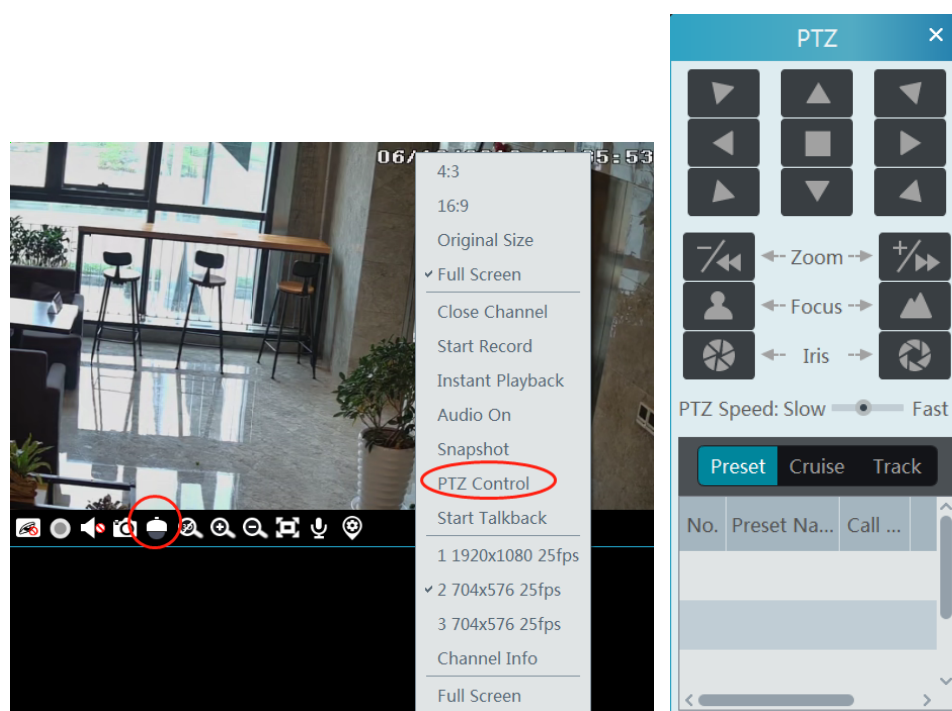 PTZ
06/
5:53
4:3
16:9
Original Size
Full Screen
Close Channel
Start Record
Instant Playback
Audio On
Snapshot
PTZ Control
Start Talkback
1 1920x1080 25fps
2 704x576 25fps
3 704x576 25fps
Channel Info
Full Screen
Zoom
Focus
Iris
PTZ Speed: Slow Fast
Preset Cruise Track
No. Preset Na... Call ...
3D